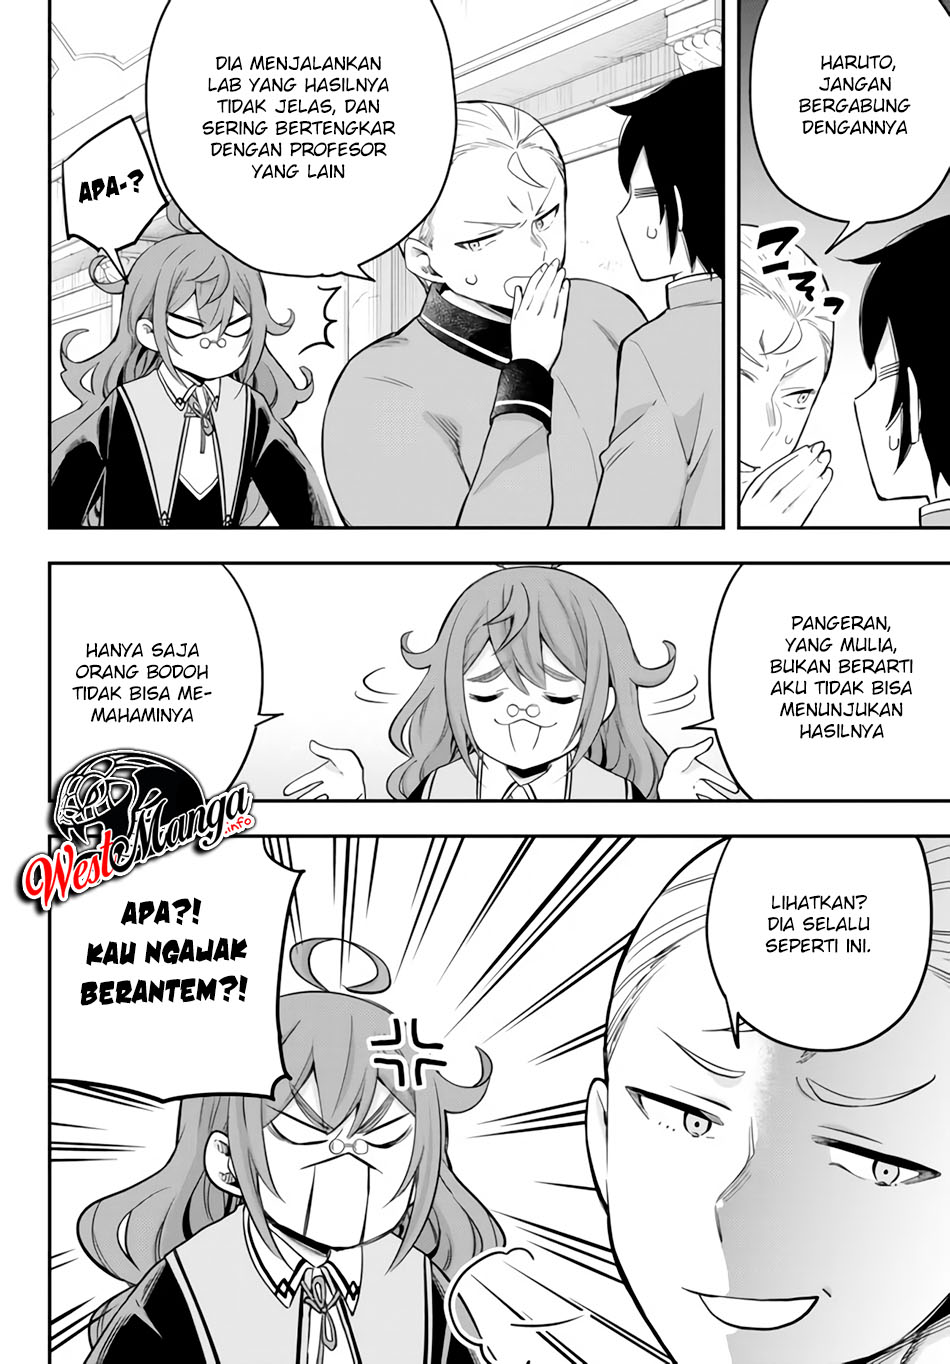 HARUTO,
JANGAN
BERGABUNG
DENGANNYA
DIA MENJALANKAN
LAB YANG HASILNYA
TIDAK JELAS, DAN
SERING BERTENGKAR
DENGAN PROFESOR
YANG LAIN
APA-?
PANGERAN,
YANG MULIA,
BUKAN BERARTI
AKU TIDAK BISA
MENUNJUKAN
HASILNYA
HANYA SAJA
ORANG BODOH
TIDAK BISA ME-
MAHAMINYA
WestManga
.info
LIHATKAN?
DIA SELALU
SEPERTI INI.
APA?!
KAU NGAJAK
BERANTEM?!